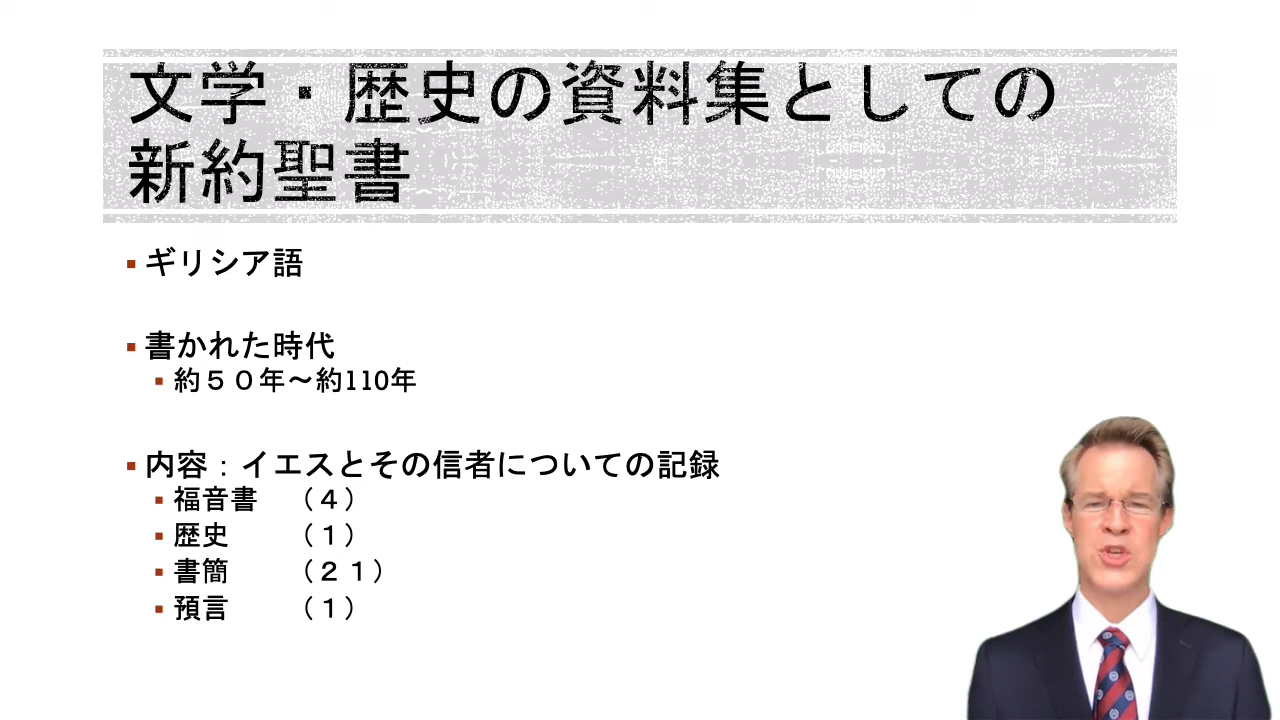 文学・歴史の資料集としての
新約聖書
ギリシア語
書かれた時代
約５０年～約110年
内容：イエスとその信者についての記録
福音書 （４）
歴史 （１）
書簡 （２１）
預言 （１）